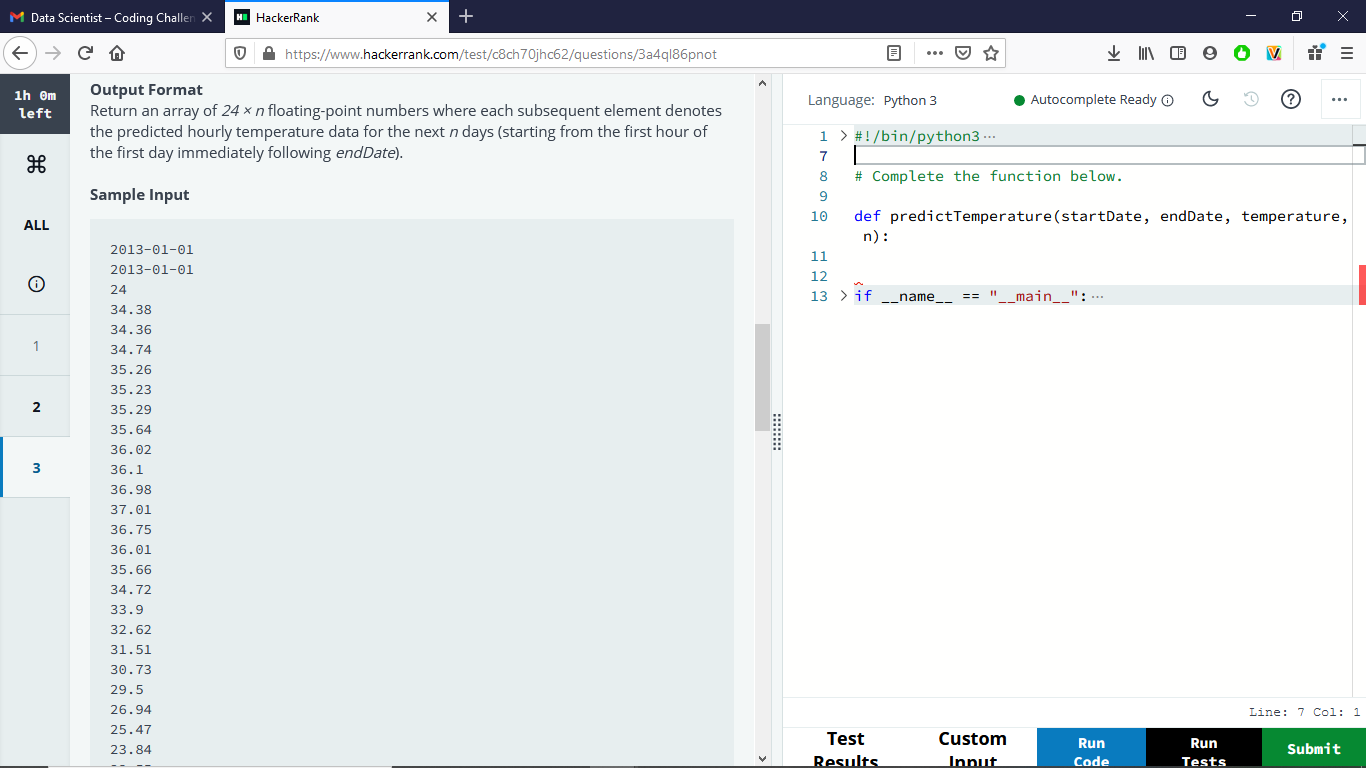 Data Scientist – Coding Challen
HackerRank
https://www.hackerrank.com/test/c8ch70jhc62/questions/3a4ql86pnot
1h 0m
left
ALL
1
2
3
Output Format
Return an array of 24 × n floating-point numbers where each subsequent element denotes
the predicted hourly temperature data for the next n days (starting from the first hour of
the first day immediately following endDate).
Sample Input
2013-01-01
2013-01-01
24
34.38
34.36
34.74
35.26
35.23
35.29
35.64
36.02
36.1
36.98
37.01
36.75
36.01
35.66
34.72
33.9
32.62
31.51
30.73
29.5
26.94
25.47
23.84
Language: Python 3
Autocomplete Ready
1 #!/bin/python3 ···
7
8 # Complete the function below.
9
10 def predictTemperature(startDate, endDate, temperature,
n):
11
12
13 if __name__ == "__main__": ···
Line: 7 Col: 1
Test
Results
Custom
Input
Run
Code
Run
Tests
Submit